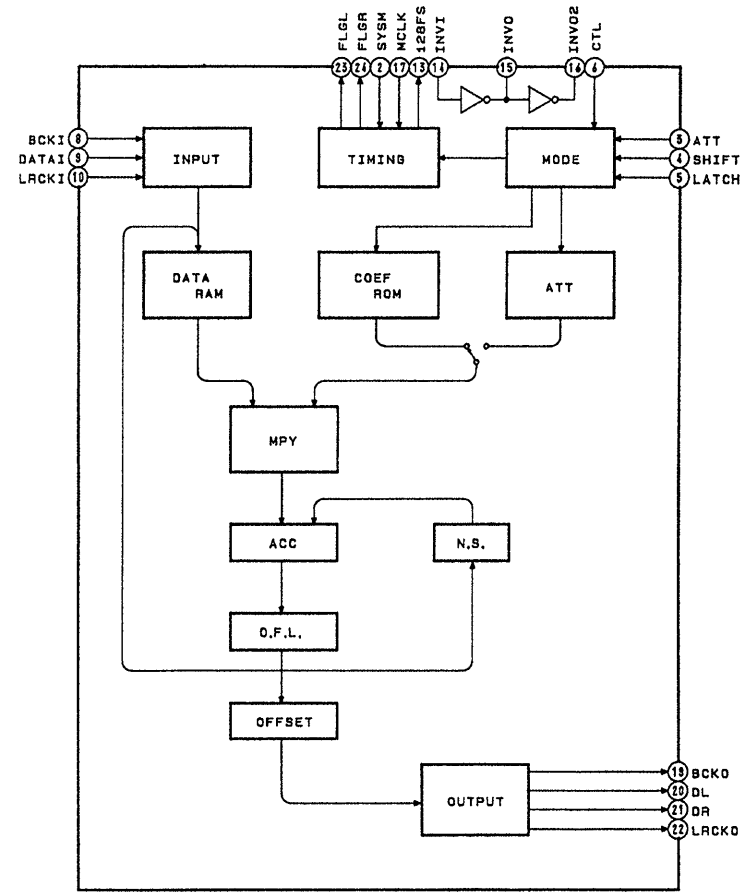 FLGL
FLGR
SYSM
MCLK
128FS
INVI
INVO
INVO2
CTL
23
24
2
17
13
14
15
16
6
BCKI 8
DATAI 9
LRCKI 10
INPUT
TIMING
MODE
3 ATT
4 SHIFT
5 LATCH
DATA
RAM
COEF
ROM
ATT
MPY
ACC
N.S.
O.F.L.
OFFSET
OUTPUT
19 BCKO
20 DL
21 DR
22 LRCKO